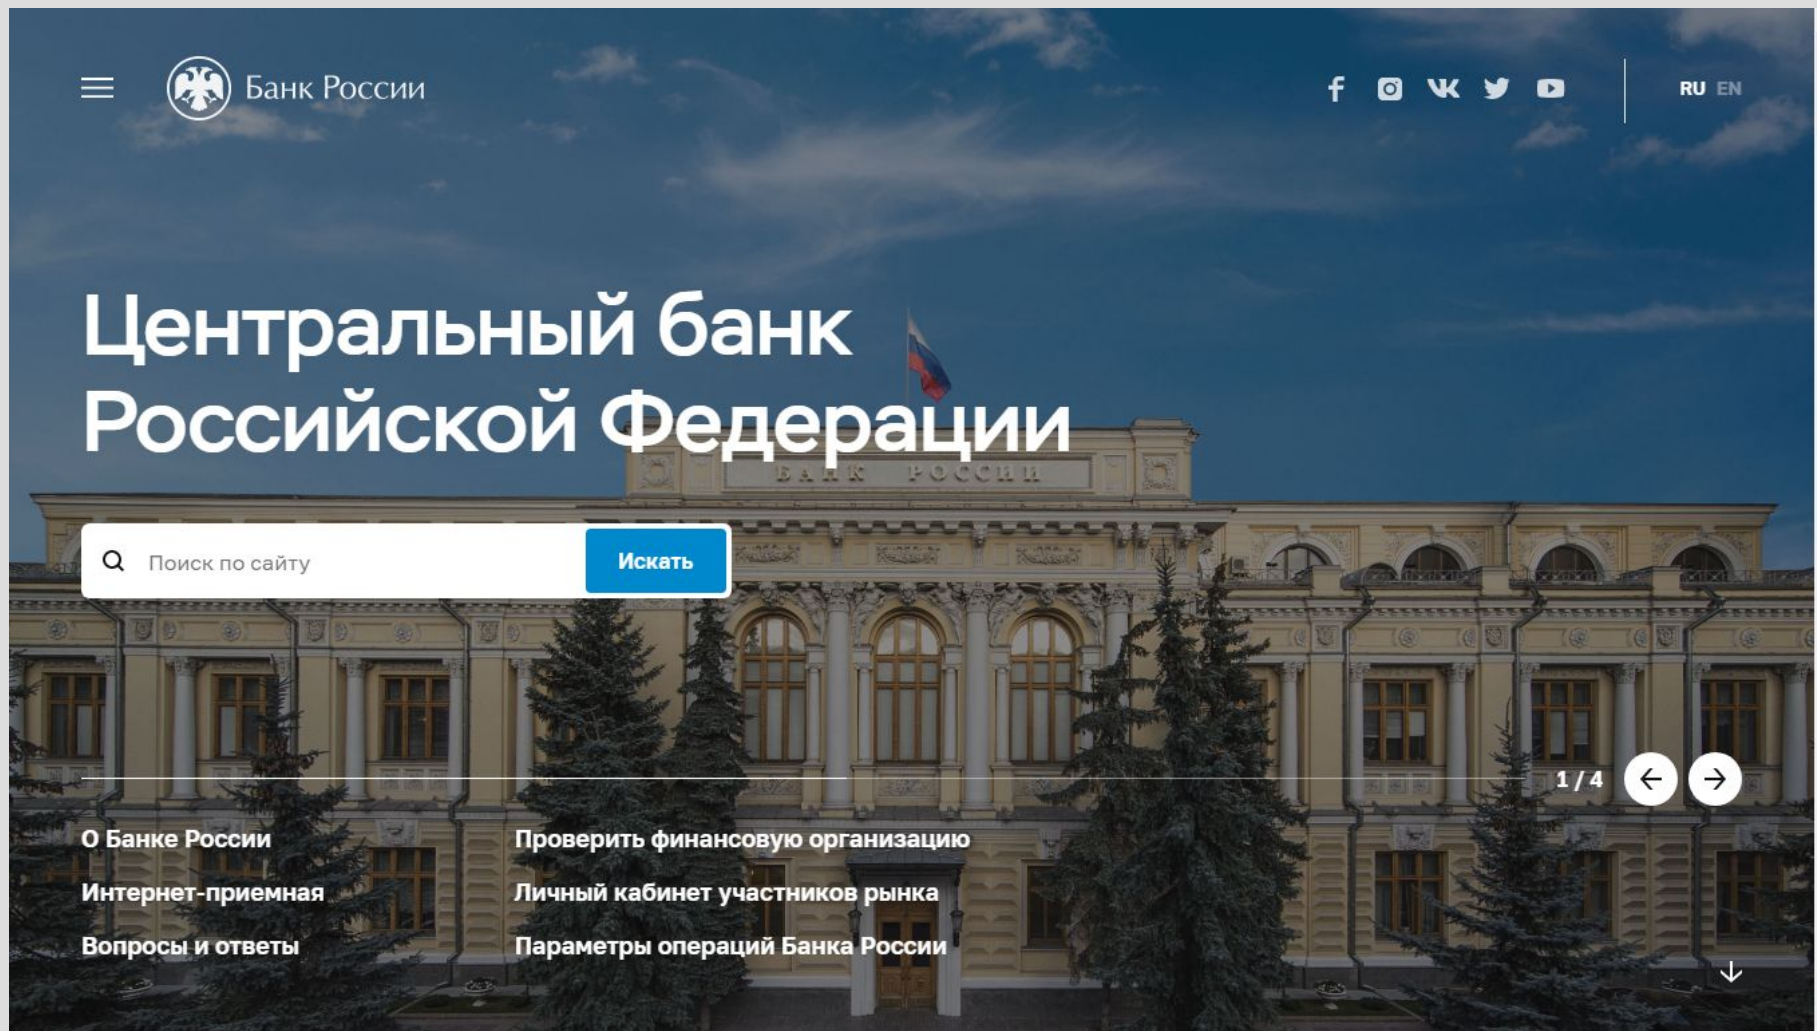 Банк России
RU EN
Центральный банк
Российской Федерации
БАНК РОССИИ
Поиск по сайту
Искать
1 / 4
О Банке России
Проверить финансовую организацию
Интернет-приемная
Личный кабинет участников рынка
Вопросы и ответы
Параметры операций Банка России